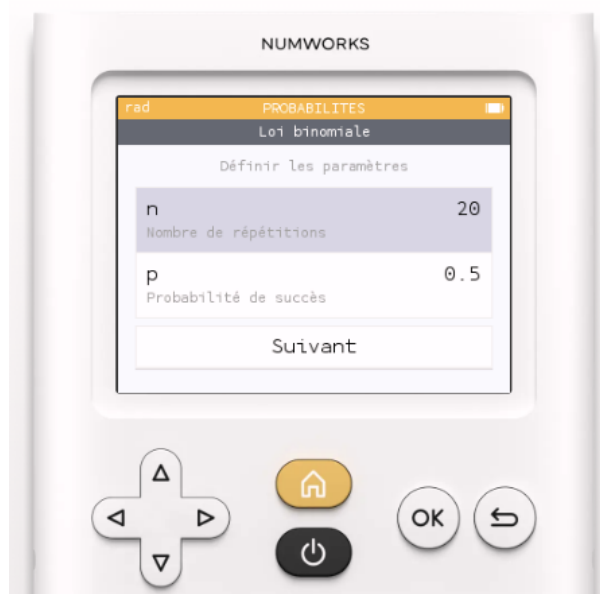 NUMWORKS
rad PROBABILITES
Loi binomiale
Définir les paramètres
n 20
Nombre de répétitions
p 0.5
Probabilité de succès
Suivant
OK